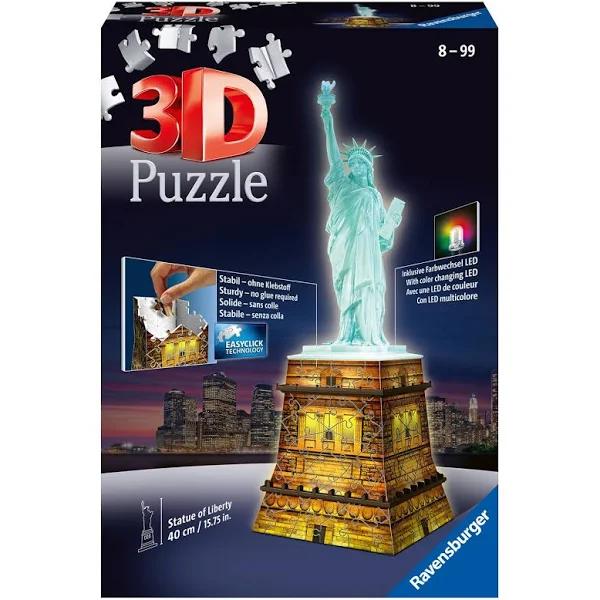 8–99
3D
Puzzle
Stabil – ohne Klebstoff
Sturdy – no glue required
Solide – sans colle
Stabile – senza colla
EASYCLICK
TECHNOLOGY
Inklusive Farbwechsel LED
With color changing LED
Avec une LED de couleur
Con LED multicolore
Statue of Liberty
40 cm / 15.75 in.
Ravensburger